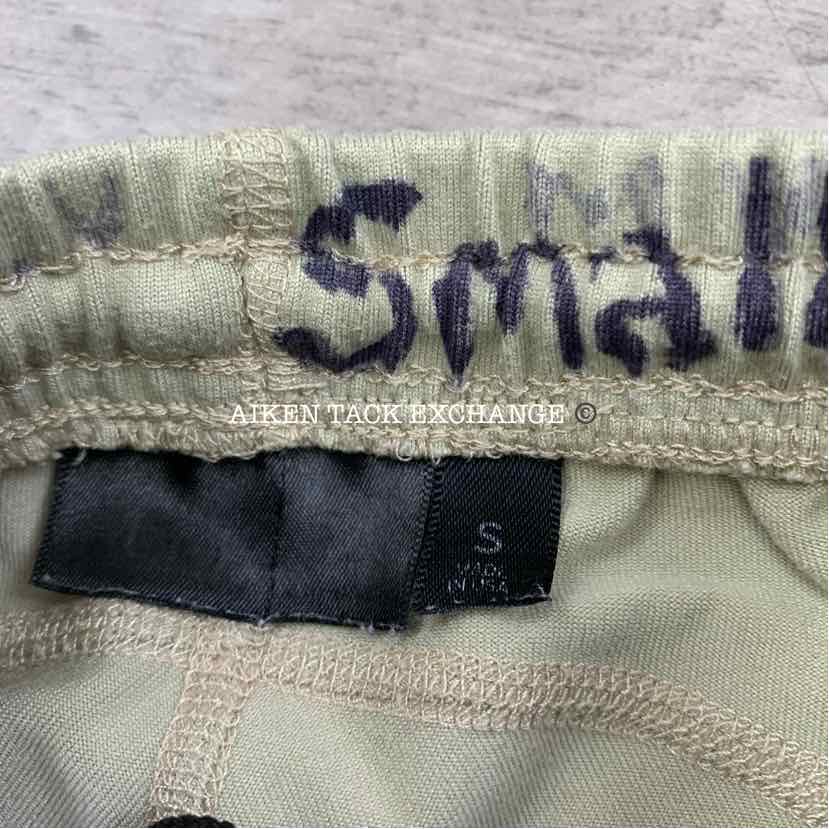 Small
AIKEN TACK EXCHANGE ©
S
MADE
IN USA